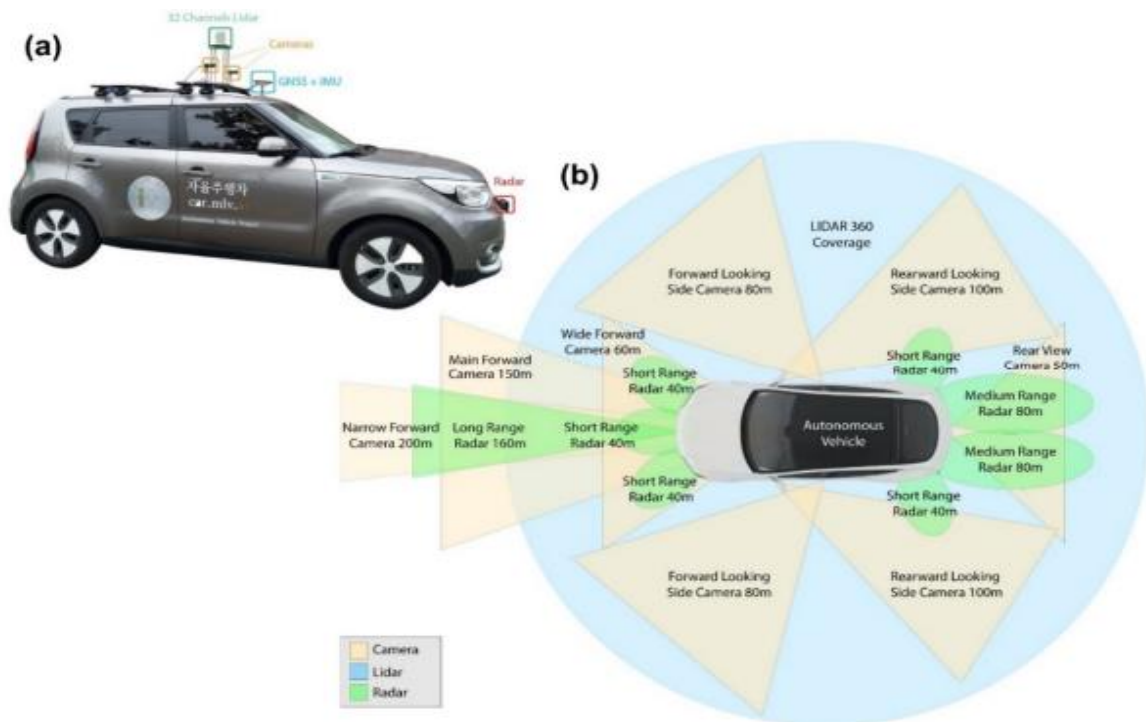 (a)
32 Channels Lidar
Cameras
GNSS + IMU
Radar
자율주행차
car.mlv.
(b)
LIDAR 360
Coverage
Forward Looking
Side Camera 80m
Rearward Looking
Side Camera 100m
Wide Forward
Camera 60m
Main Forward
Camera 150m
Short Range
Radar 40m
Short Range
Radar 40m
Rear View
Camera 50m
Medium Range
Radar 80m
Narrow Forward
Camera 200m
Long Range
Radar 160m
Short Range
Radar 40m
Autonomous
Vehicle
Medium Range
Radar 80m
Short Range
Radar 40m
Short Range
Radar 40m
Forward Looking
Side Camera 80m
Rearward Looking
Side Camera 100m
Camera
Lidar
Radar